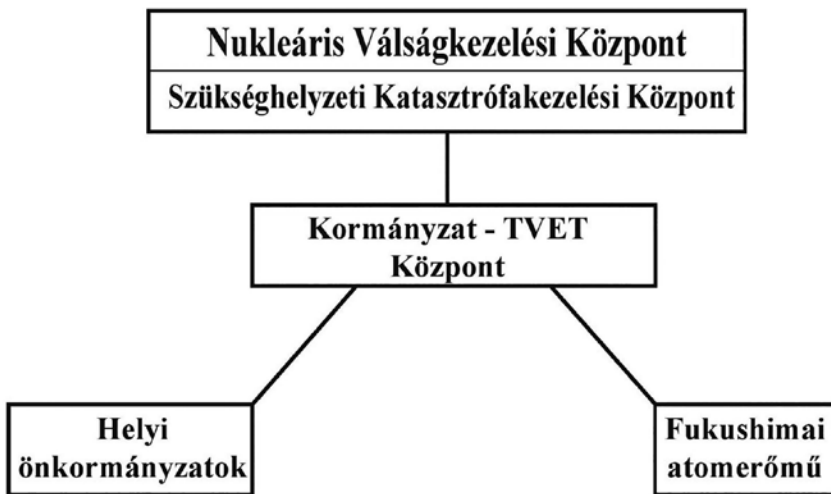 Nukleáris Válságkezelési Központ
Szükséghelyzeti Katasztrófakezelési Központ
Kormányzat - TVET
Központ
Helyi
önkormányzatok
Fukushimai
atomerőmű